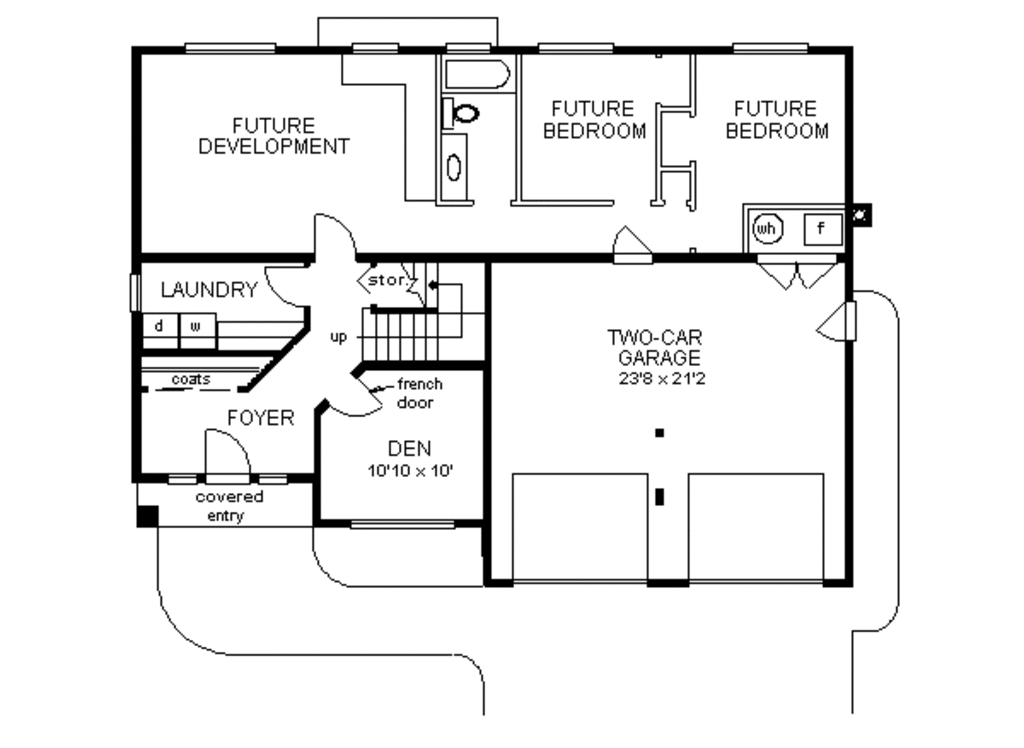 FUTURE
DEVELOPMENT
FUTURE
BEDROOM
FUTURE
BEDROOM
wh
f
LAUNDRY
stor.
d
w
up
TWO-CAR
GARAGE
23'8 x 21'2
coats
french
door
FOYER
DEN
10'10 x 10'
covered
entry